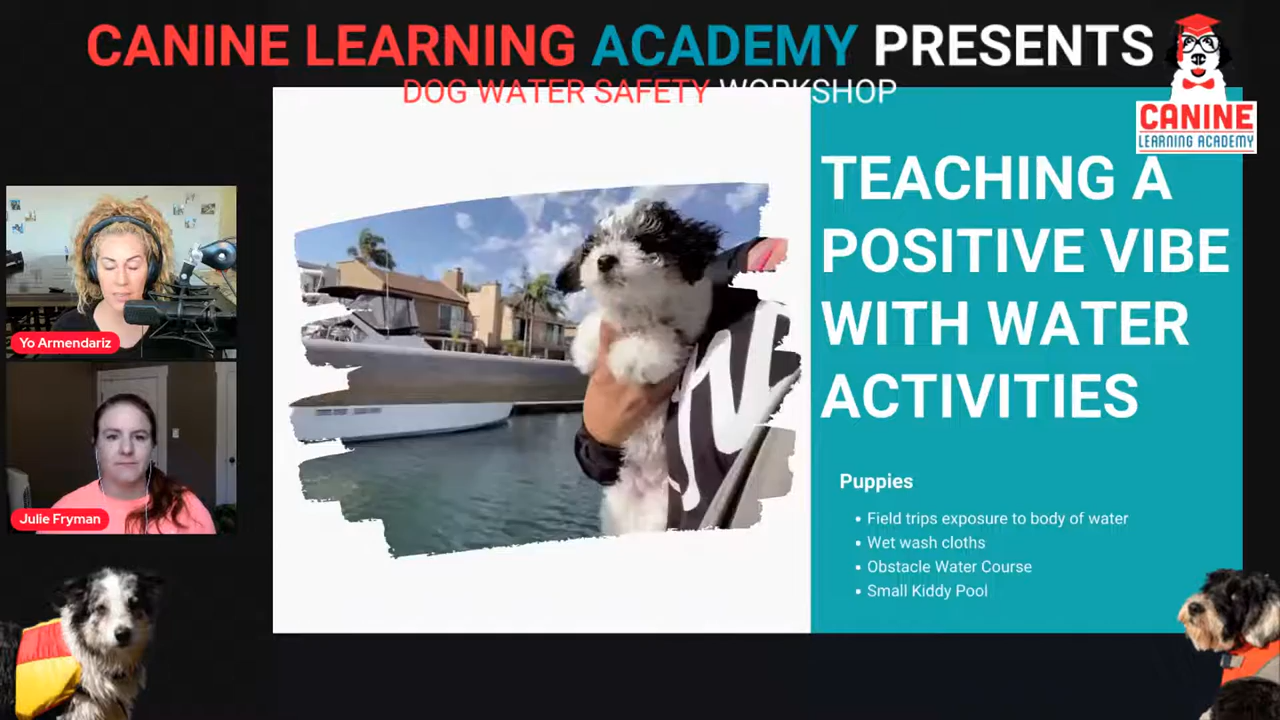 CANINE LEARNING ACADEMY PRESENTS
DOG WATER SAFETY WORKSHOP
CANINE
LEARNING ACADEMY
TEACHING A
POSITIVE VIBE
WITH WATER
ACTIVITIES
Yo Armendariz
Julie Fryman
Puppies
• Field trips exposure to body of water
• Wet wash cloths
• Obstacle Water Course
• Small Kiddy Pool